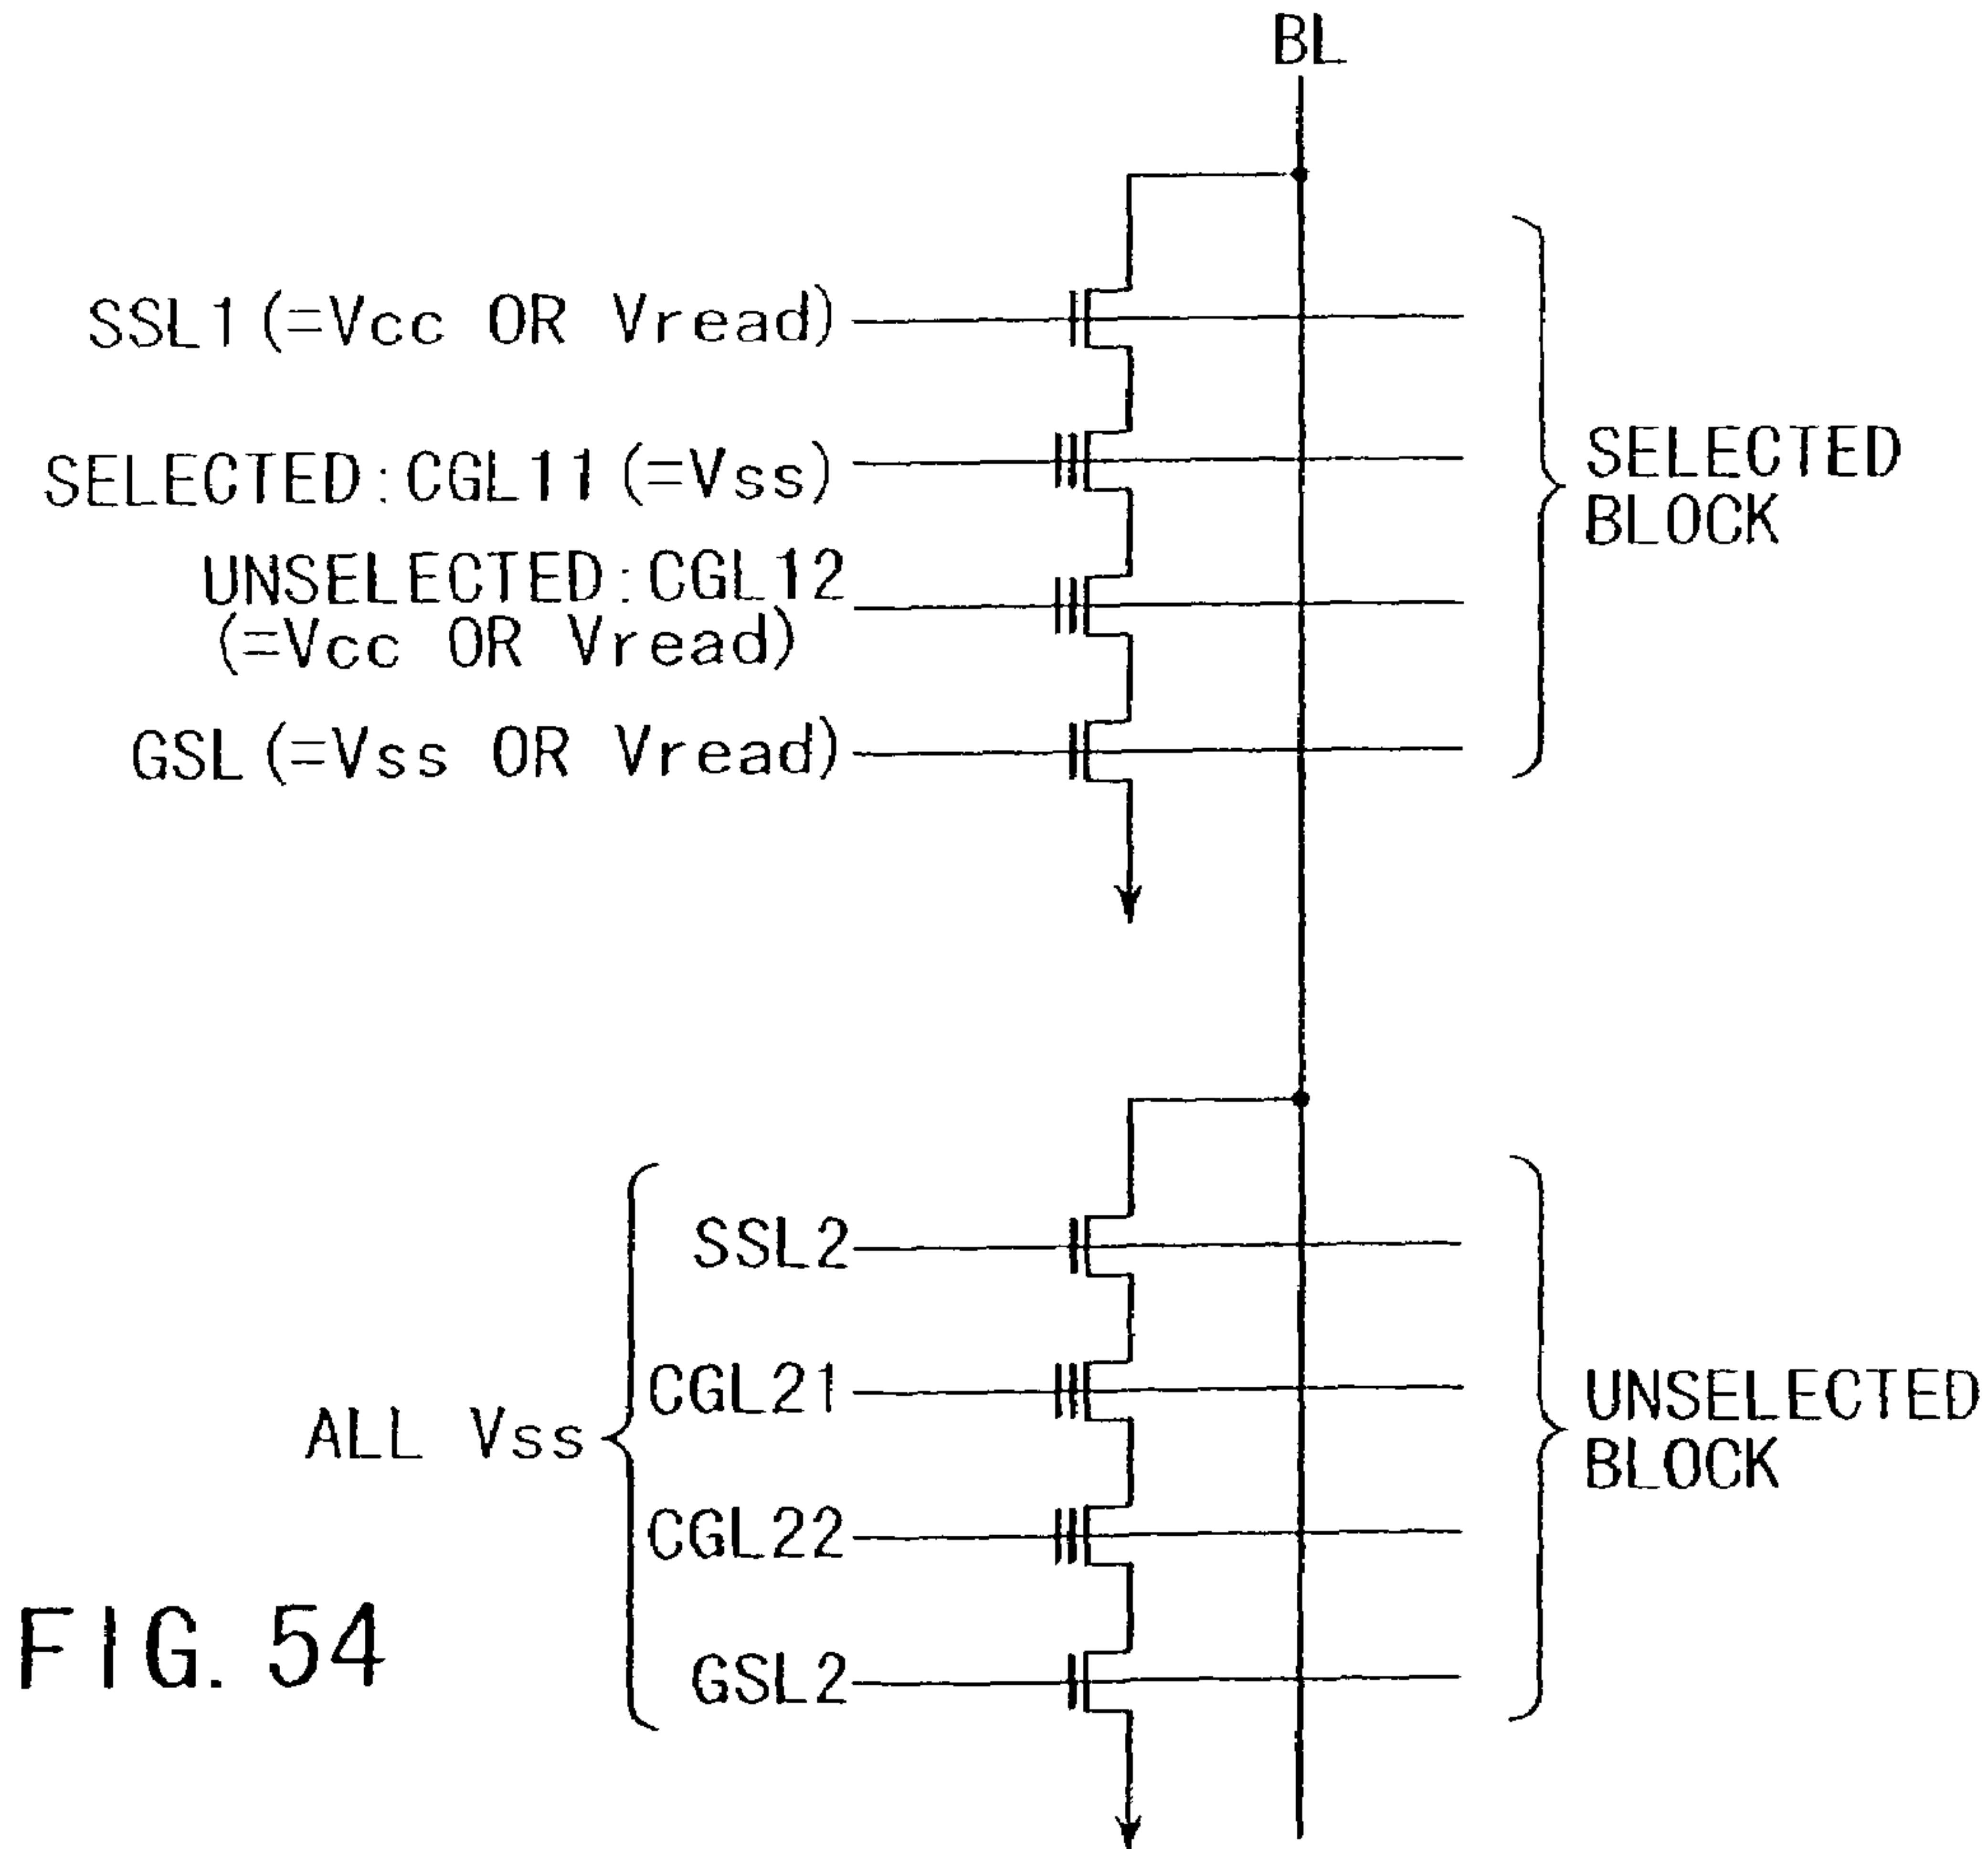 BL
SSL1(=Vcc OR Vread)
SELECTED:CGL11(=Vss)
UNSELECTED:CGL12
(=Vcc OR Vread)
GSL(=Vss OR Vread)
SELECTED
BLOCK
SSL2
CGL21
ALL Vss
CGL22
GSL2
UNSELECTED
BLOCK
FIG. 54